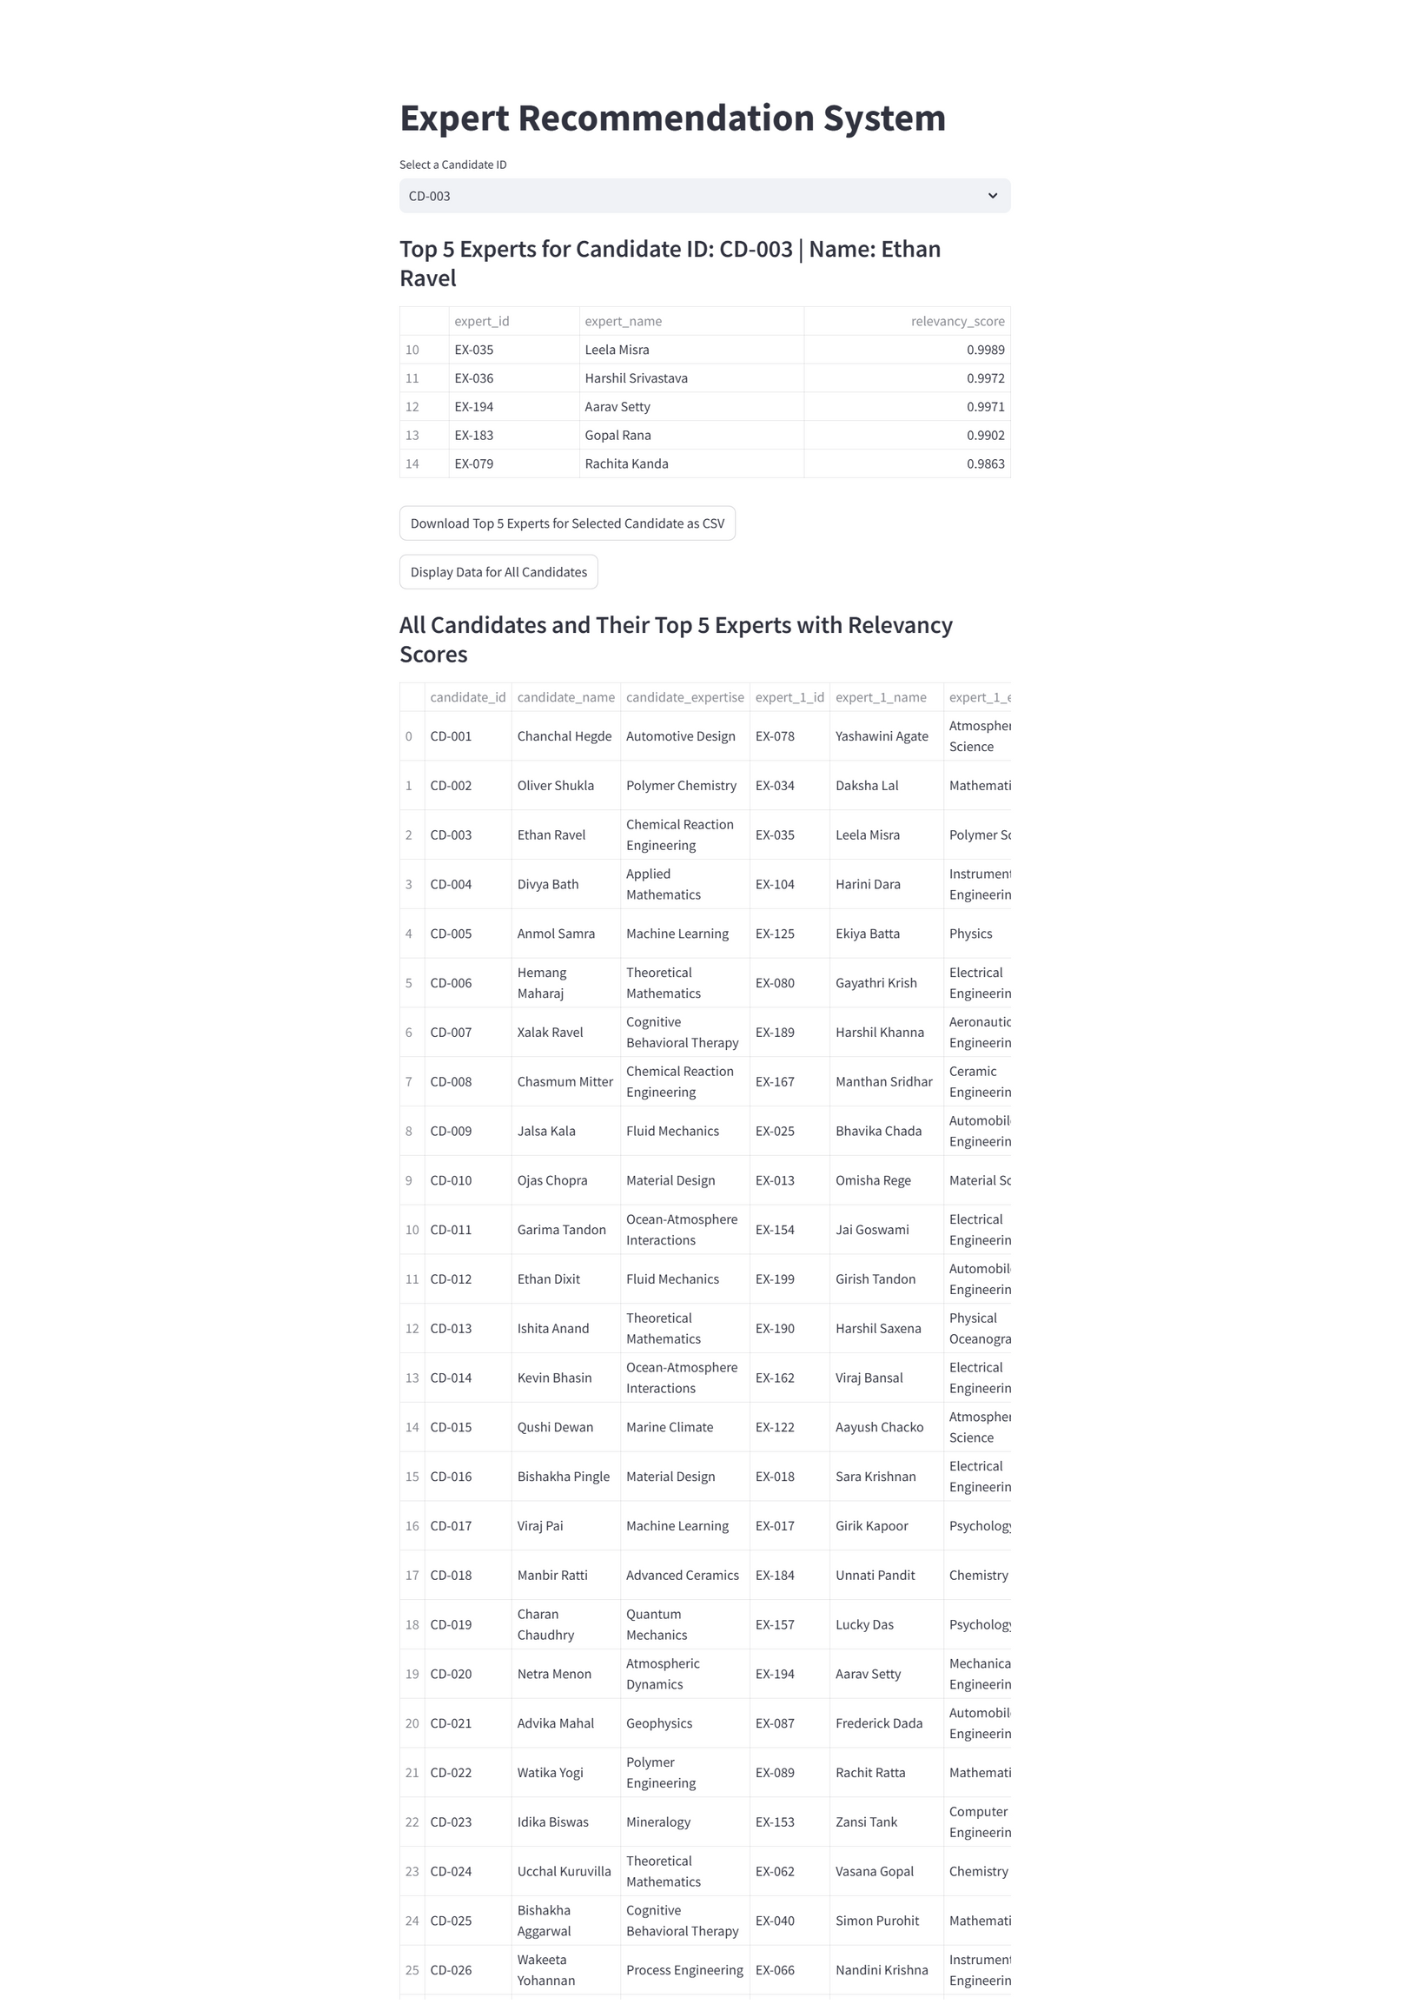 Expert Recommendation System
Select a Candidate ID
CD-003
Top 5 Experts for Candidate ID: CD-003 | Name: Ethan
Ravel
expert_id expert_name relevancy_score
10 EX-035 Leela Misra 0.9989
11 EX-036 Harshil Srivastava 0.9972
12 EX-194 Aarav Setty 0.9971
13 EX-183 Gopal Rana 0.9902
14 EX-079 Rachita Kanda 0.9863
Download Top 5 Experts for Selected Candidate as CSV
Display Data for All Candidates
All Candidates and Their Top 5 Experts with Relevancy
Scores
candidate_id candidate_name candidate_expertise expert_1_id expert_1_name expert_1_e
0 CD-001 Chanchal Hegde Automotive Design EX-078 Yashawini Agate Atmospher
Science
1 CD-002 Oliver Shukla Polymer Chemistry EX-034 Daksha Lal Mathemati
2 CD-003 Ethan Ravel Chemical Reaction EX-035 Leela Misra Polymer Sc
Engineering
3 CD-004 Divya Bath Applied EX-104 Harini Dara Instrument
Mathematics Engineerin
4 CD-005 Anmol Samra Machine Learning EX-125 Ekiya Batta Physics
5 CD-006 Hemang Theoretical EX-080 Gayathri Krish Electrical
Maharaj Mathematics Engineerin
6 CD-007 Xalak Ravel Cognitive EX-189 Harshil Khanna Aeronautic
Behavioral Therapy Engineerin
7 CD-008 Chasmum Mitter Chemical Reaction EX-167 Manthan Sridhar Ceramic
Engineering Engineerin
8 CD-009 Jalsa Kala Fluid Mechanics EX-025 Bhavika Chada Automobil
Engineerin
9 CD-010 Ojas Chopra Material Design EX-013 Omisha Rege Material Sc
10 CD-011 Garima Tandon Ocean-Atmosphere EX-154 Jai Goswami Electrical
Interactions Engineerin
11 CD-012 Ethan Dixit Fluid Mechanics EX-199 Girish Tandon Automobil
Engineerin
12 CD-013 Ishita Anand Theoretical EX-190 Harshil Saxena Physical
Mathematics Oceanogra
13 CD-014 Kevin Bhasin Ocean-Atmosphere EX-162 Viraj Bansal Electrical
Interactions Engineerin
14 CD-015 Qushi Dewan Marine Climate EX-122 Aayush Chacko Atmospher
Science
15 CD-016 Bishakha Pingle Material Design EX-018 Sara Krishnan Electrical
Engineerin
16 CD-017 Viraj Pai Machine Learning EX-017 Girik Kapoor Psychology
17 CD-018 Manbir Ratti Advanced Ceramics EX-184 Unnati Pandit Chemistry
18 CD-019 Charan Quantum EX-157 Lucky Das Psychology
Chaudhry Mechanics
19 CD-020 Netra Menon Atmospheric EX-194 Aarav Setty Mechanica
Dynamics Engineerin
20 CD-021 Advika Mahal Geophysics EX-087 Frederick Dada Automobil
Engineerin
21 CD-022 Watika Yogi Polymer EX-089 Rachit Ratta Mathemati
Engineering
22 CD-023 Idika Biswas Mineralogy EX-153 Zansi Tank Computer
Engineerin
23 CD-024 Ucchal Kuruvilla Theoretical EX-062 Vasana Gopal Chemistry
Mathematics
24 CD-025 Bishakha Cognitive EX-040 Simon Purohit Mathemati
Aggarwal Behavioral Therapy
25 CD-026 Wakeeta Process Engineering EX-066 Nandini Krishna Instrument
Yohannan Engineerin